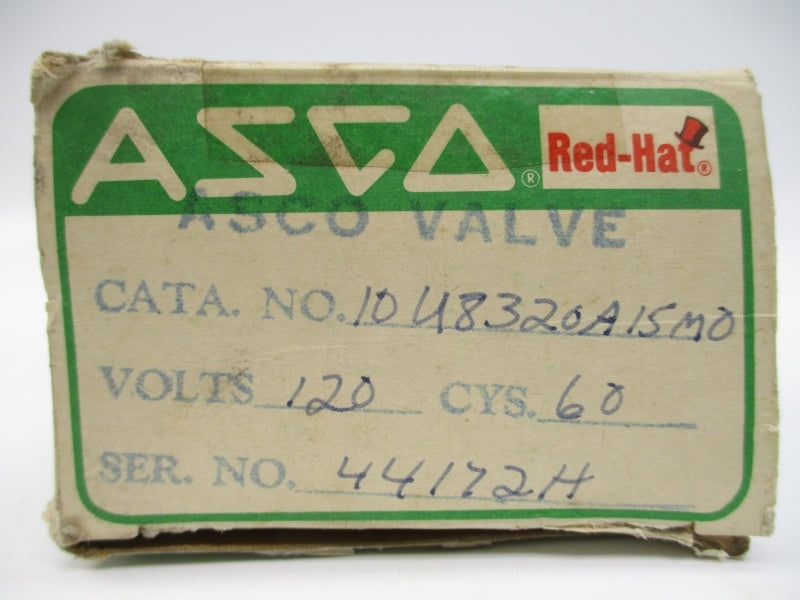 ASCO® Red-Hat®
ASCO VALVE
CATA. NO. 10U8320A15MO
VOLTS 120 CYS. 60
SER. NO. 44172H